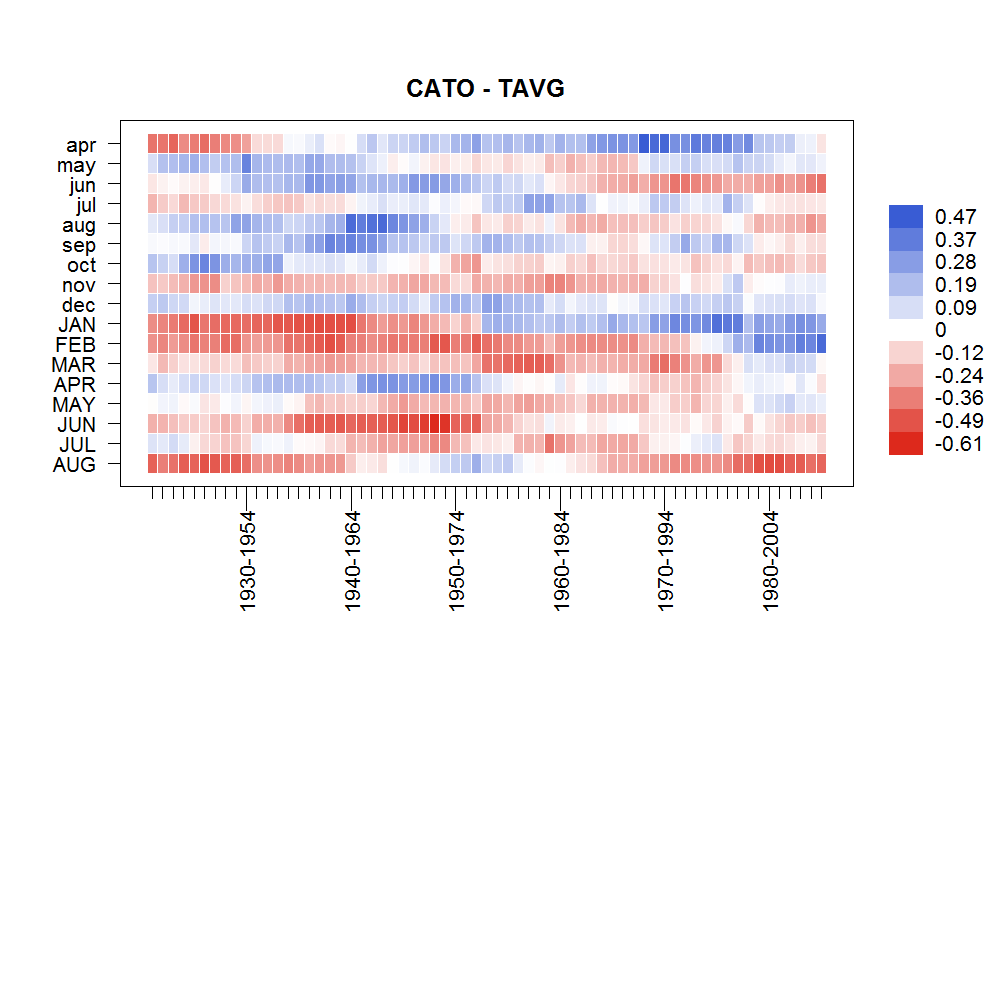 CATO - TAVG
apr
may
jun
jul
aug
sep
oct
nov
dec
JAN
FEB
MAR
APR
MAY
JUN
JUL
AUG
1930-1954
1940-1964
1950-1974
1960-1984
1970-1994
1980-2004
0.47
0.37
0.28
0.19
0.09
0
-0.12
-0.24
-0.36
-0.49
-0.61